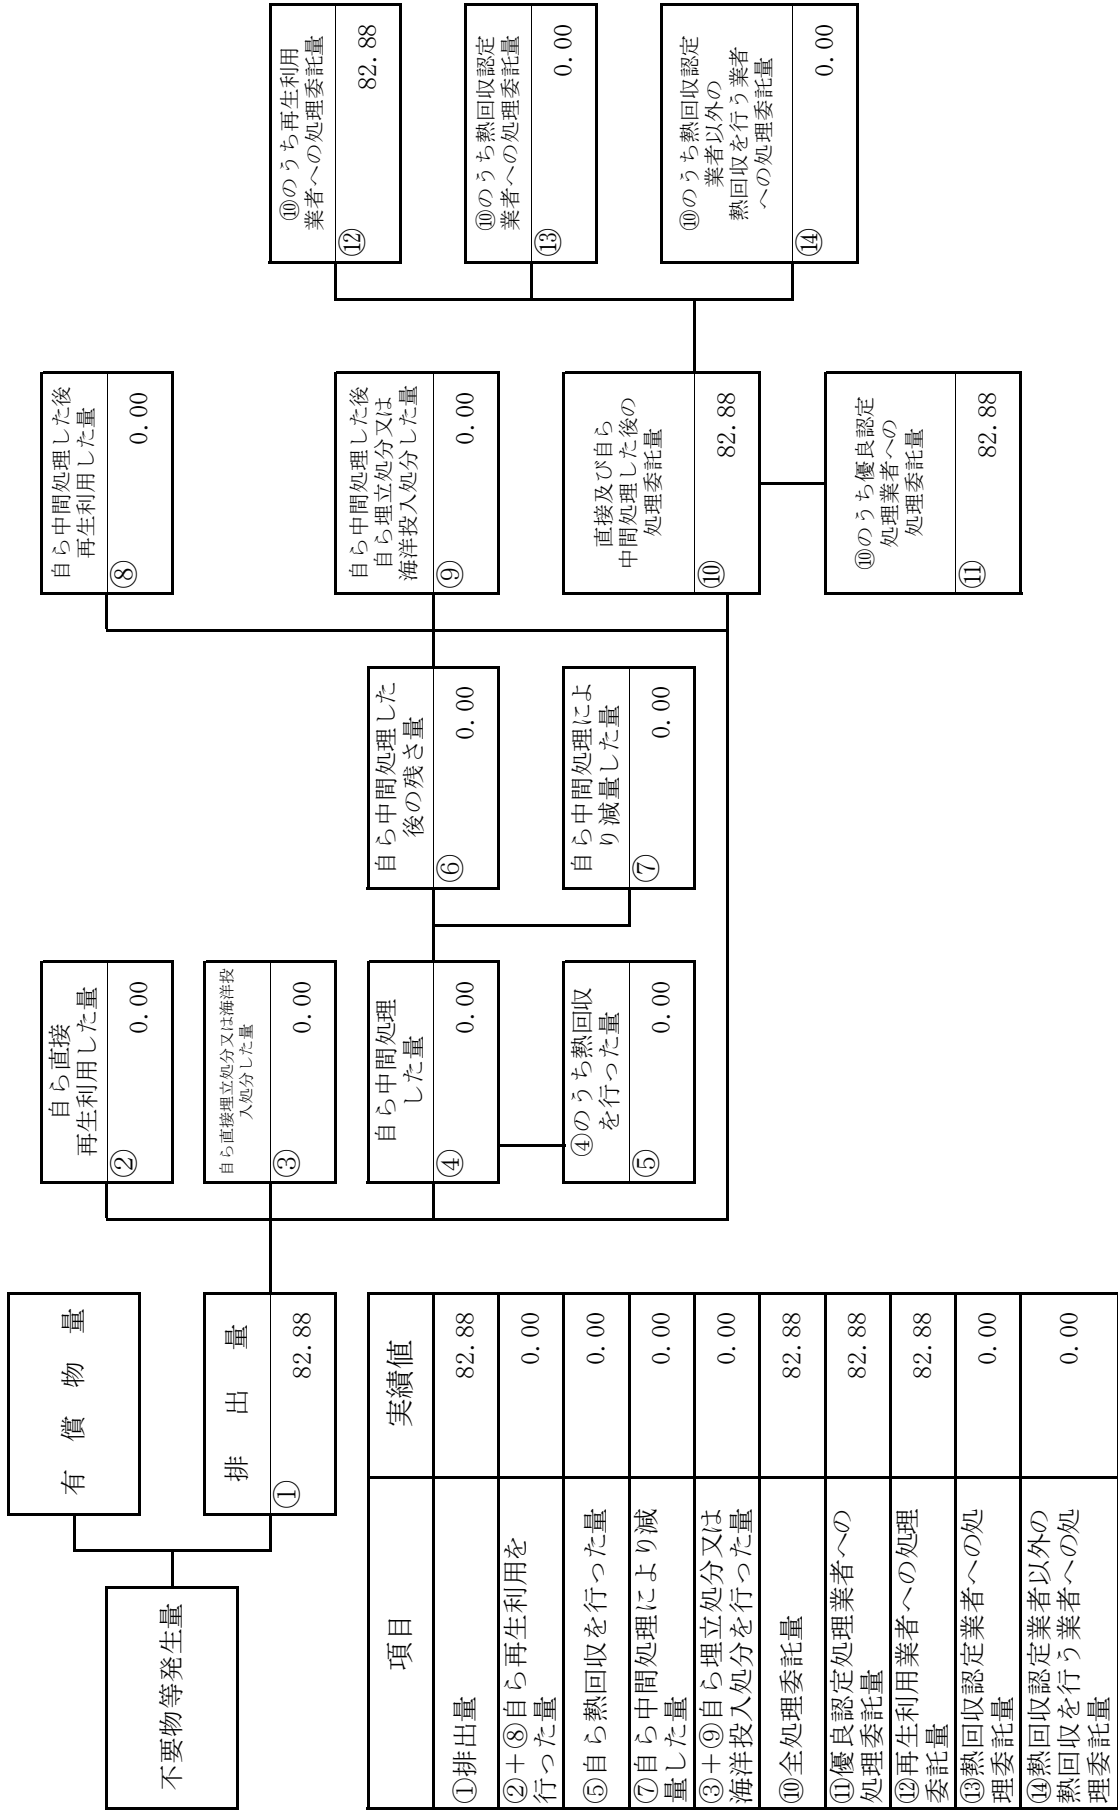 不要物等発生量
有償物量
排出量
①
82.88
自ら直接
再生利用した量
②
0.00
自ら直接埋立処分又は海洋投
入処分した量
③
0.00
自ら中間処理
した量
④
0.00
④のうち熱回収
を行った量
⑤
0.00
自ら中間処理した
後の残さ量
⑥
0.00
自ら中間処理によ
り減量した量
⑦
0.00
自ら中間処理した後
再生利用した量
⑧
0.00
自ら中間処理した後
自ら埋立処分又は
海洋投入処分した量
⑨
0.00
直接及び自ら
中間処理した後の
処理委託量
⑩
82.88
⑩のうち優良認定
処理業者への
処理委託量
⑪
82.88
⑩のうち再生利用
業者への処理委託量
⑫
82.88
⑩のうち熱回収認定
業者への処理委託量
⑬
0.00
⑩のうち熱回収認定
業者以外の
熱回収を行う業者
への処理委託量
⑭
0.00
項目 実績値
①排出量 82.88
②＋⑧自ら再生利用を
行った量 0.00
⑤自ら熱回収を行った量 0.00
⑦自ら中間処理により減
量した量 0.00
③＋⑨自ら埋立処分又は
海洋投入処分を行った量 0.00
⑩全処理委託量 82.88
⑪優良認定処理業者への
処理委託量 82.88
⑫再生利用業者への処理
委託量 82.88
⑬熱回収認定業者への処
理委託量 0.00
⑭熱回収認定業者以外の
熱回収を行う業者への処
理委託量 0.00